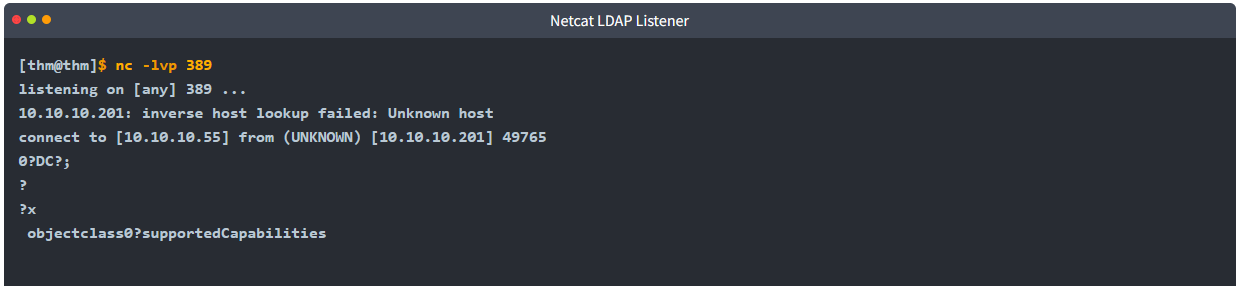 Netcat LDAP Listener
[thm@thm]$ nc -lvp 389
listening on [any] 389 ...
10.10.10.201: inverse host lookup failed: Unknown host
connect to [10.10.10.55] from (UNKNOWN) [10.10.10.201] 49765
0?DC?;
?
?x
 objectclass0?supportedCapabilities